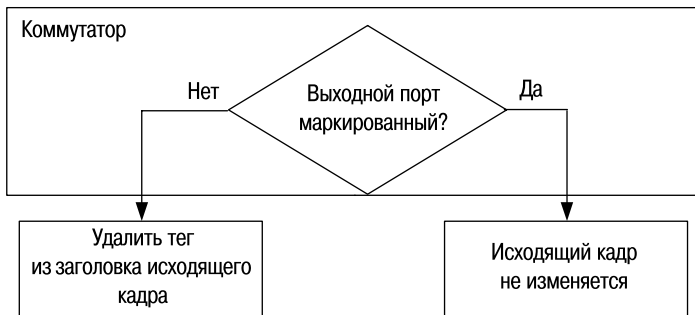 Коммутатор
Нет
Выходной порт
маркированный?
Да
Удалить тег
из заголовка исходящего
кадра
Исходящий кадр
не изменяется